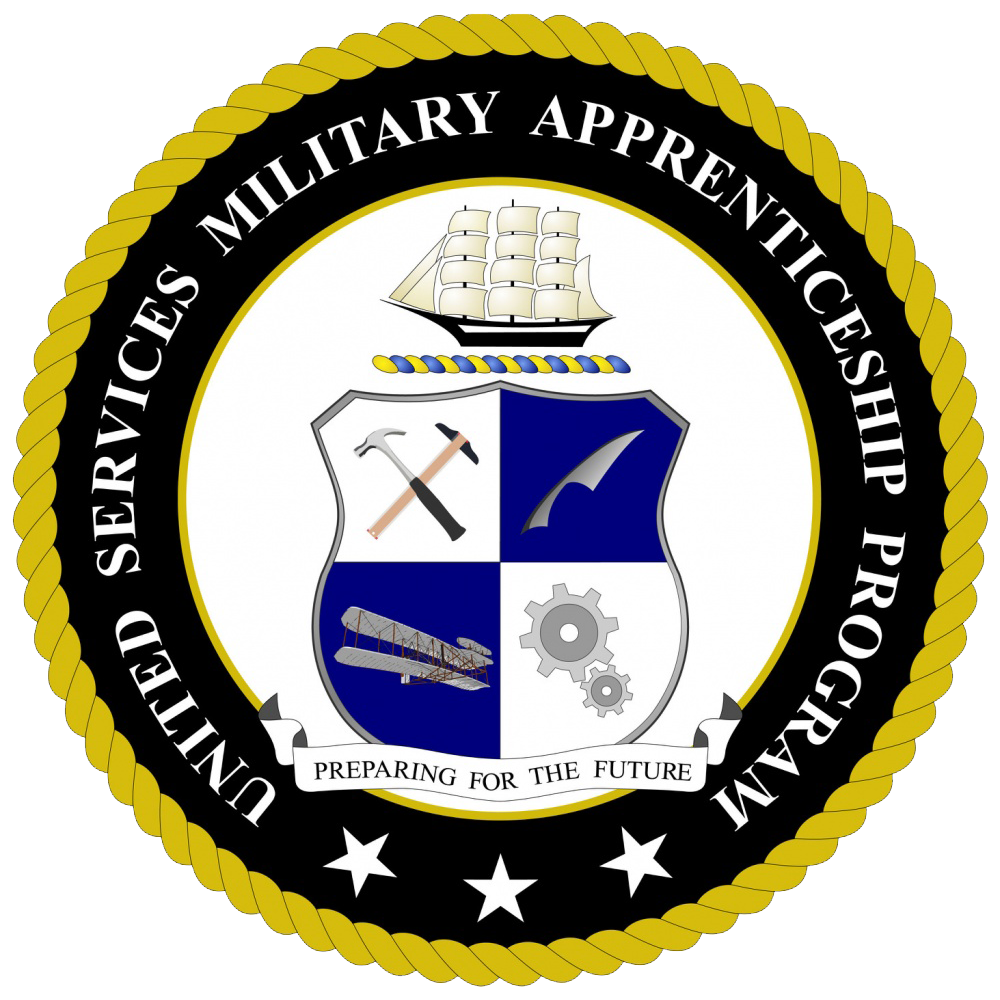 UNITED SERVICES MILITARY APPRENTICESHIP PROGRAM
PREPARING FOR THE FUTURE